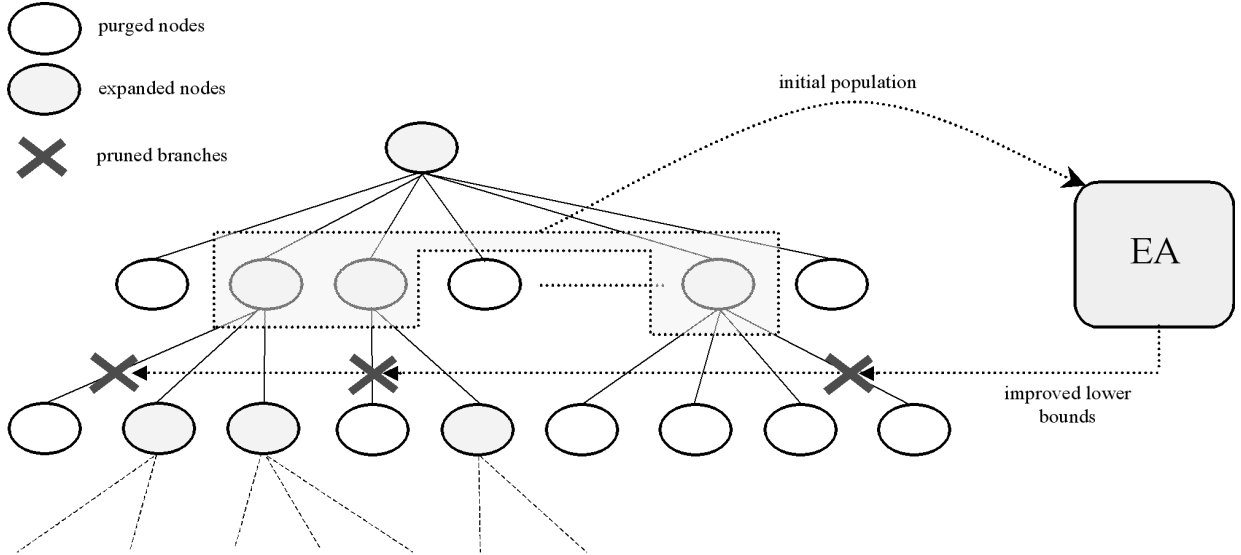 purged nodes
expanded nodes
pruned branches
initial population
EA
improved lower
bounds